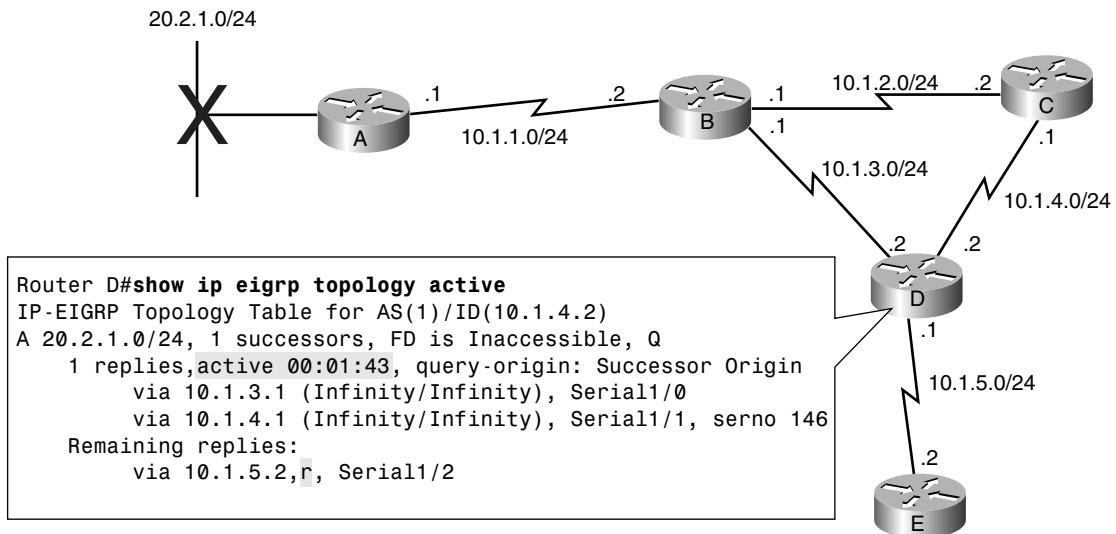 20.2.1.0/24
A
.1
10.1.1.0/24
.2
B
.1
.1
10.1.2.0/24
.2
C
.1
10.1.3.0/24
10.1.4.0/24
.2
.2
D
.1
10.1.5.0/24
.2
E
Router D#show ip eigrp topology active
IP-EIGRP Topology Table for AS(1)/ID(10.1.4.2)
A 20.2.1.0/24, 1 successors, FD is Inaccessible, Q
1 replies,active 00:01:43, query-origin: Successor Origin
via 10.1.3.1 (Infinity/Infinity), Serial1/0
via 10.1.4.1 (Infinity/Infinity), Serial1/1, serno 146
Remaining replies:
via 10.1.5.2,r, Serial1/2